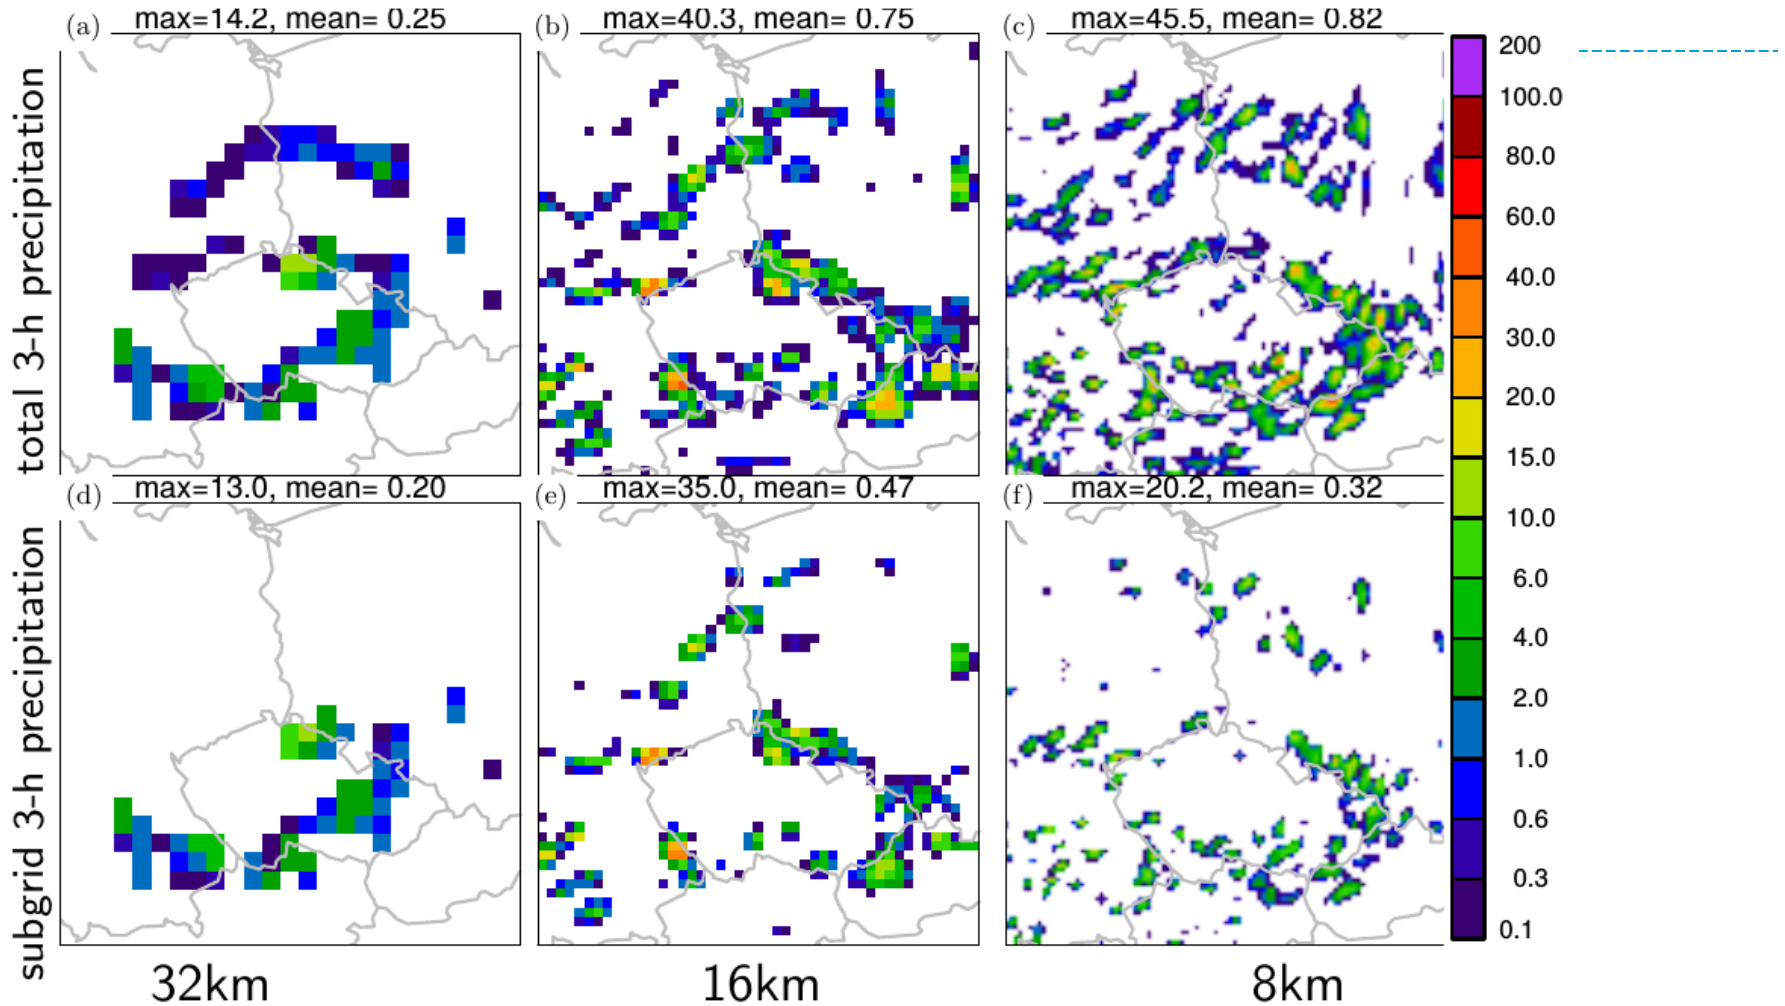 (a) max=14.2, mean= 0.25
(b) max=40.3, mean= 0.75
(c) max=45.5, mean= 0.82
total 3-h precipitation
(d) max=13.0, mean= 0.20
(e) max=35.0, mean= 0.47
(f) max=20.2, mean= 0.32
subgrid 3-h precipitation
200
100.0
80.0
60.0
40.0
30.0
20.0
15.0
10.0
6.0
4.0
2.0
1.0
0.6
0.3
0.1
32km
16km
8km